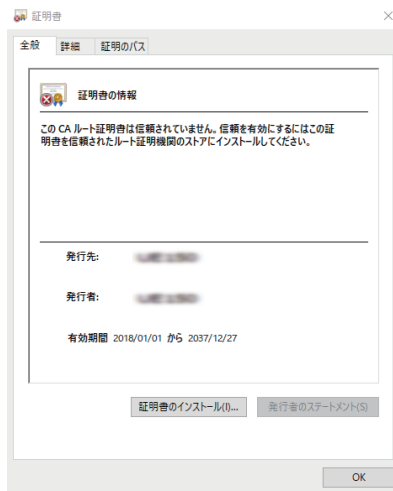 証明書
全般 詳細 証明のパス
証明書の情報
この CA ルート証明書は信頼されていません。信頼を有効にするにはこの証
明書を信頼されたルート証明機関のストアにインストールしてください。
発行先:
発行者:
有効期間 2018/01/01 から 2037/12/27
証明書のインストール(I)... 発行者のステートメント(S)
OK